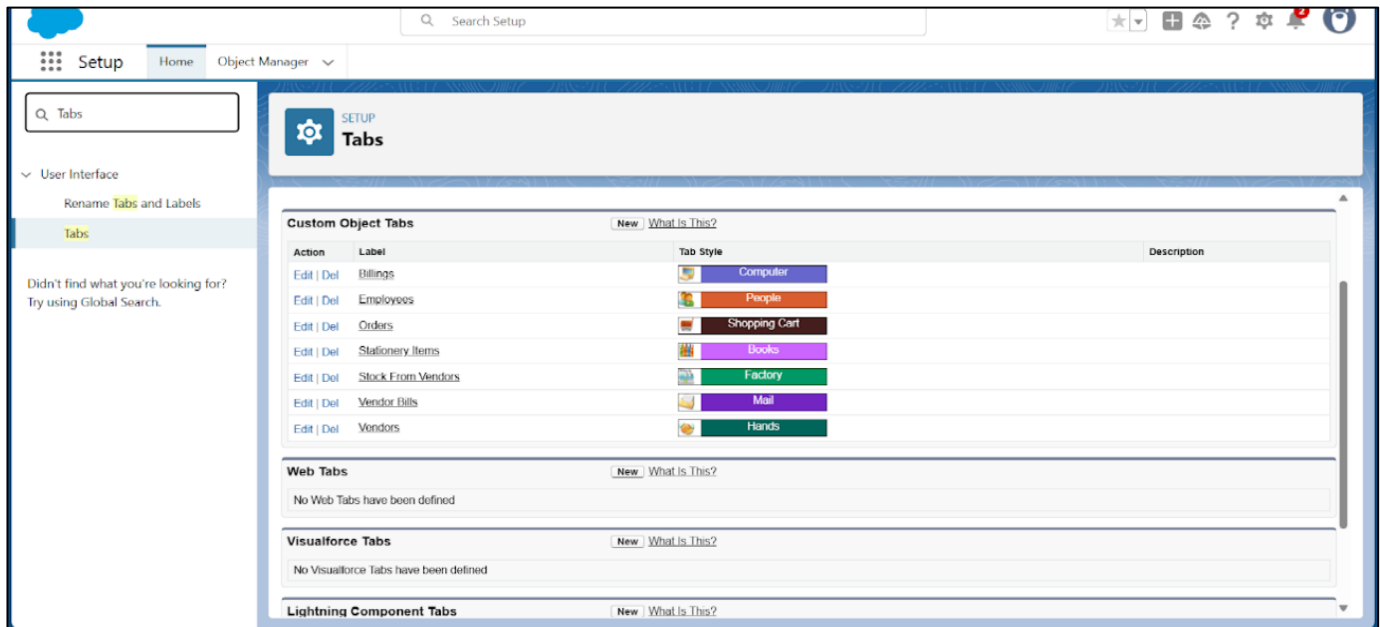 Search Setup
2
Setup Home Object Manager
Tabs
SETUP
Tabs
User Interface
Rename Tabs and Labels
Tabs
Didn't find what you're looking for?
Try using Global Search.
Custom Object Tabs New What Is This?
Action Label Tab Style Description
Edit | Del Billings Computer
Edit | Del Employees People
Edit | Del Orders Shopping Cart
Edit | Del Stationery Items Books
Edit | Del Stock From Vendors Factory
Edit | Del Vendor Bills Mail
Edit | Del Vendors Hands
Web Tabs New What Is This?
No Web Tabs have been defined
Visualforce Tabs New What Is This?
No Visualforce Tabs have been defined
Lightning Component Tabs New What Is This?